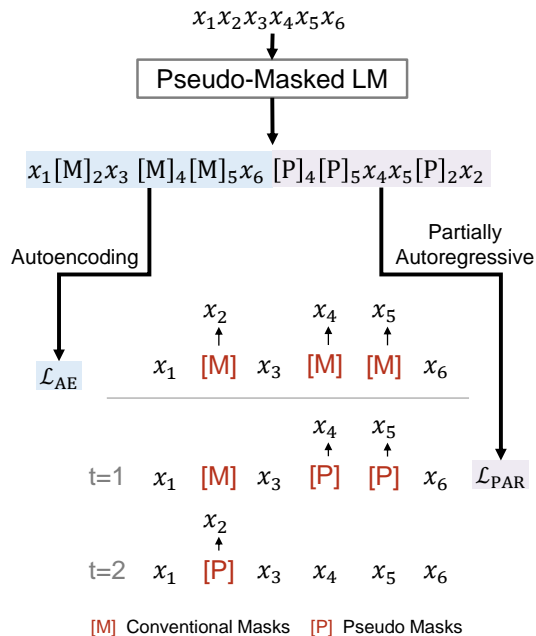 x₁x₂x₃x₄x₅x₆
Pseudo-Masked LM
x₁[M]₂x₃ [M]₄[M]₅x₆ [P]₄[P]₅x₄x₅[P]₂x₂
Autoencoding
Partially
Autoregressive
x₂ x₄ x₅
x₁ [M] x₃ [M] [M] x₆
ℒAE
x₄ x₅
t=1 x₁ [M] x₃ [P] [P] x₆
ℒPAR
x₂
t=2 x₁ [P] x₃ x₄ x₅ x₆
[M] Conventional Masks [P] Pseudo Masks